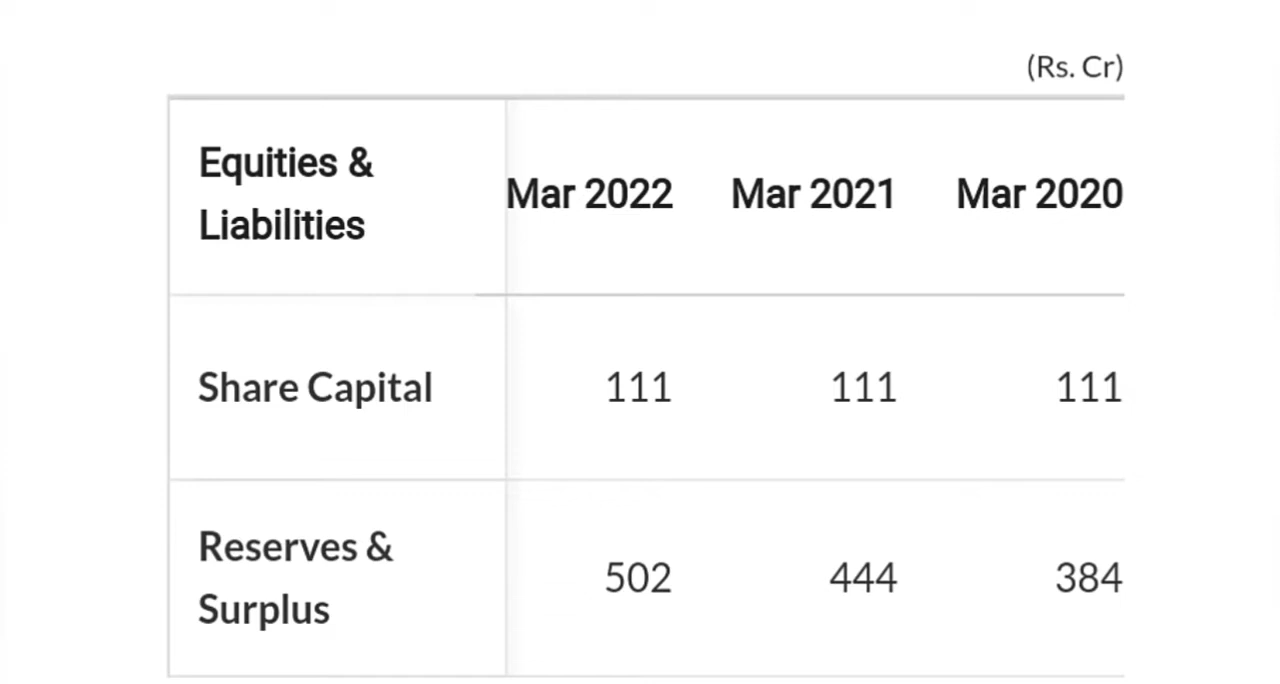 (Rs. Cr)
Equities &
Liabilities
Mar 2022 Mar 2021 Mar 2020
Share Capital 111 111 111
Reserves &
Surplus
502 444 384